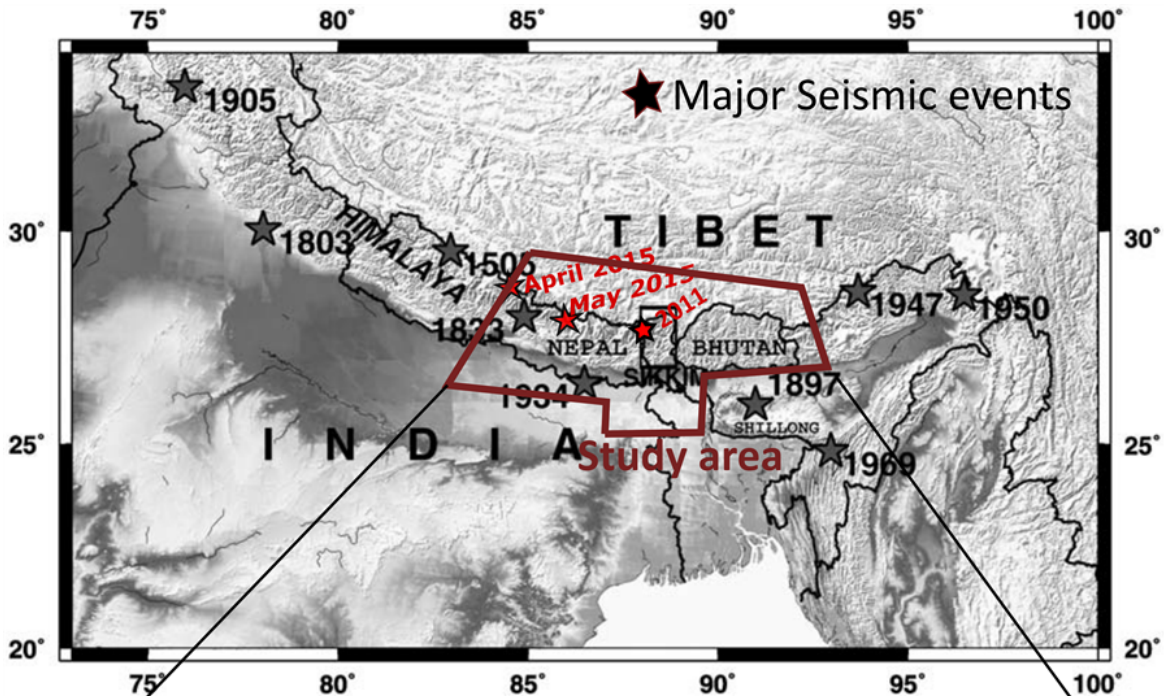 75° 80° 85° 90° 95° 100°
1905
Major Seismic events
30° 30°
1803
HIMALAYA
1505
TIBET
April 2015
May 2015
2011
1947
1950
1833
NEPAL
BHUTAN
SIKKIM
1934
1897
SHILLONG
25° 25°
INDIA
Study area
1969
20° 20°
75° 80° 85° 90° 95° 100°